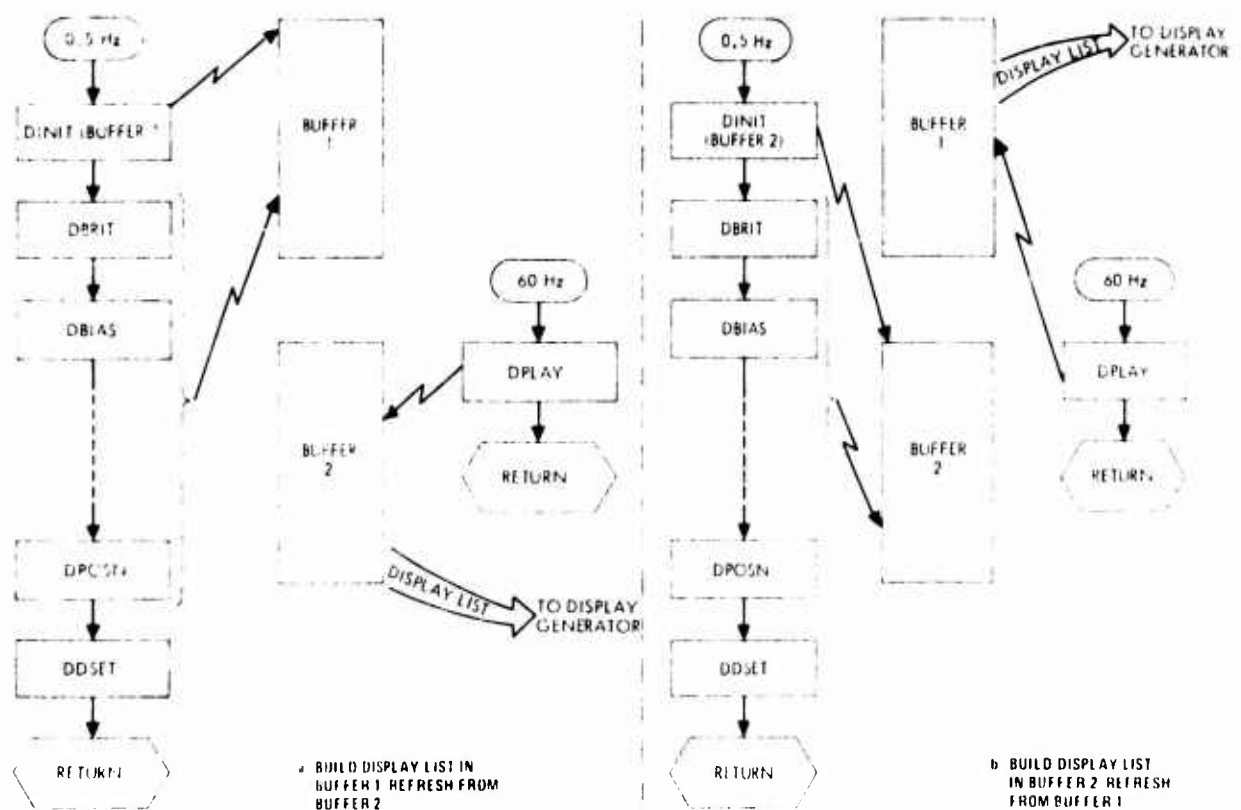 0.5 Hz
DINIT (BUFFER 1
DBRIT
DBIAS
DPOSN
DDSET
RETURN
BUFFER
1
60 Hz
DPLAY
RETURN
BUFFER
2
DISPLAY LIST
TO DISPLAY
GENERATOR
a BUILD DISPLAY LIST IN
BUFFER 1 REFRESH FROM
BUFFER 2
0.5 Hz
DINIT
(BUFFER 2)
DBRIT
DBIAS
DPOSN
DDSET
RETURN
BUFFER
1
DISPLAY LIST
TO DISPLAY
GENERATOR
60 Hz
DPLAY
RETURN
BUFFER
2
b BUILD DISPLAY LIST
IN BUFFER 2 REFRESH
FROM BUFFER 1